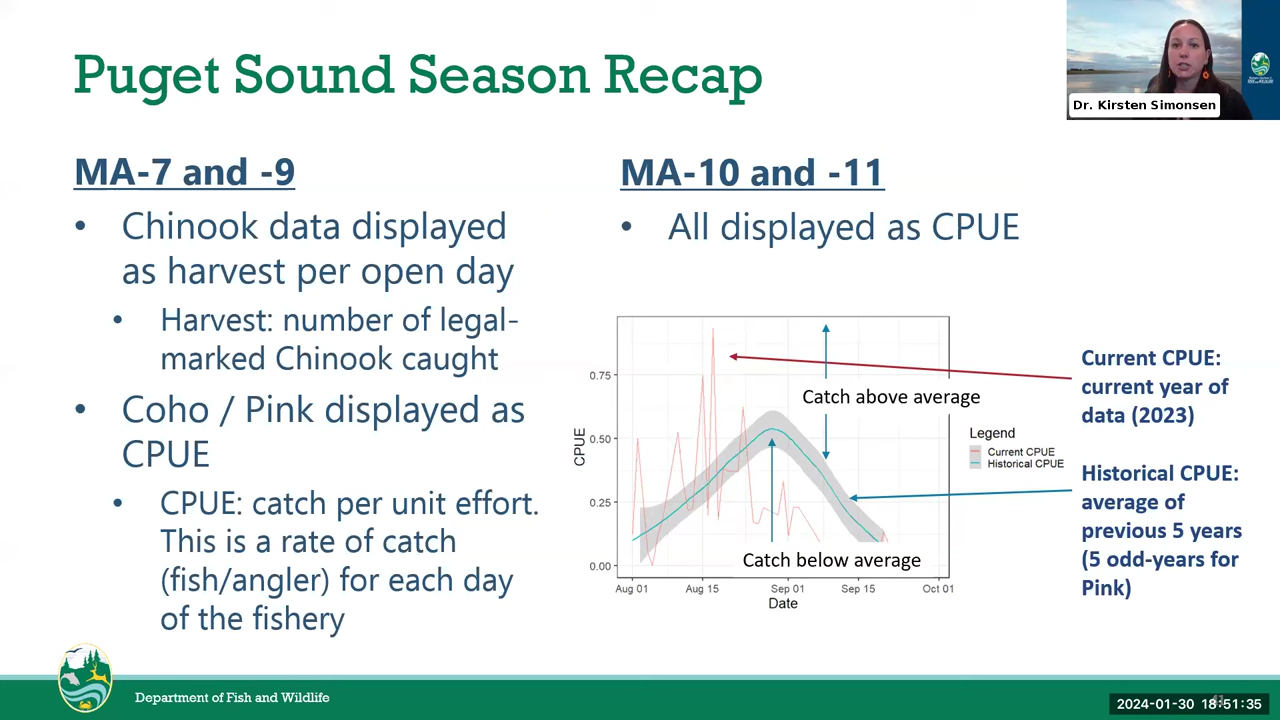 Puget Sound Season Recap
Dr. Kirsten Simonsen
MA-7 and -9
• Chinook data displayed
as harvest per open day
• Harvest: number of legal-
marked Chinook caught
• Coho / Pink displayed as
CPUE
• CPUE: catch per unit effort.
This is a rate of catch
(fish/angler) for each day
of the fishery
MA-10 and -11
• All displayed as CPUE
CPUE
0.75
0.50
0.25
0.00
Aug 01
Aug 15
Sep 01
Sep 15
Oct 01
Date
Catch above average
Catch below average
Legend
Current CPUE
Historical CPUE
Current CPUE:
current year of
data (2023)
Historical CPUE:
average of
previous 5 years
(5 odd-years for
Pink)
Department of Fish and Wildlife
2024-01-30 18:51:35